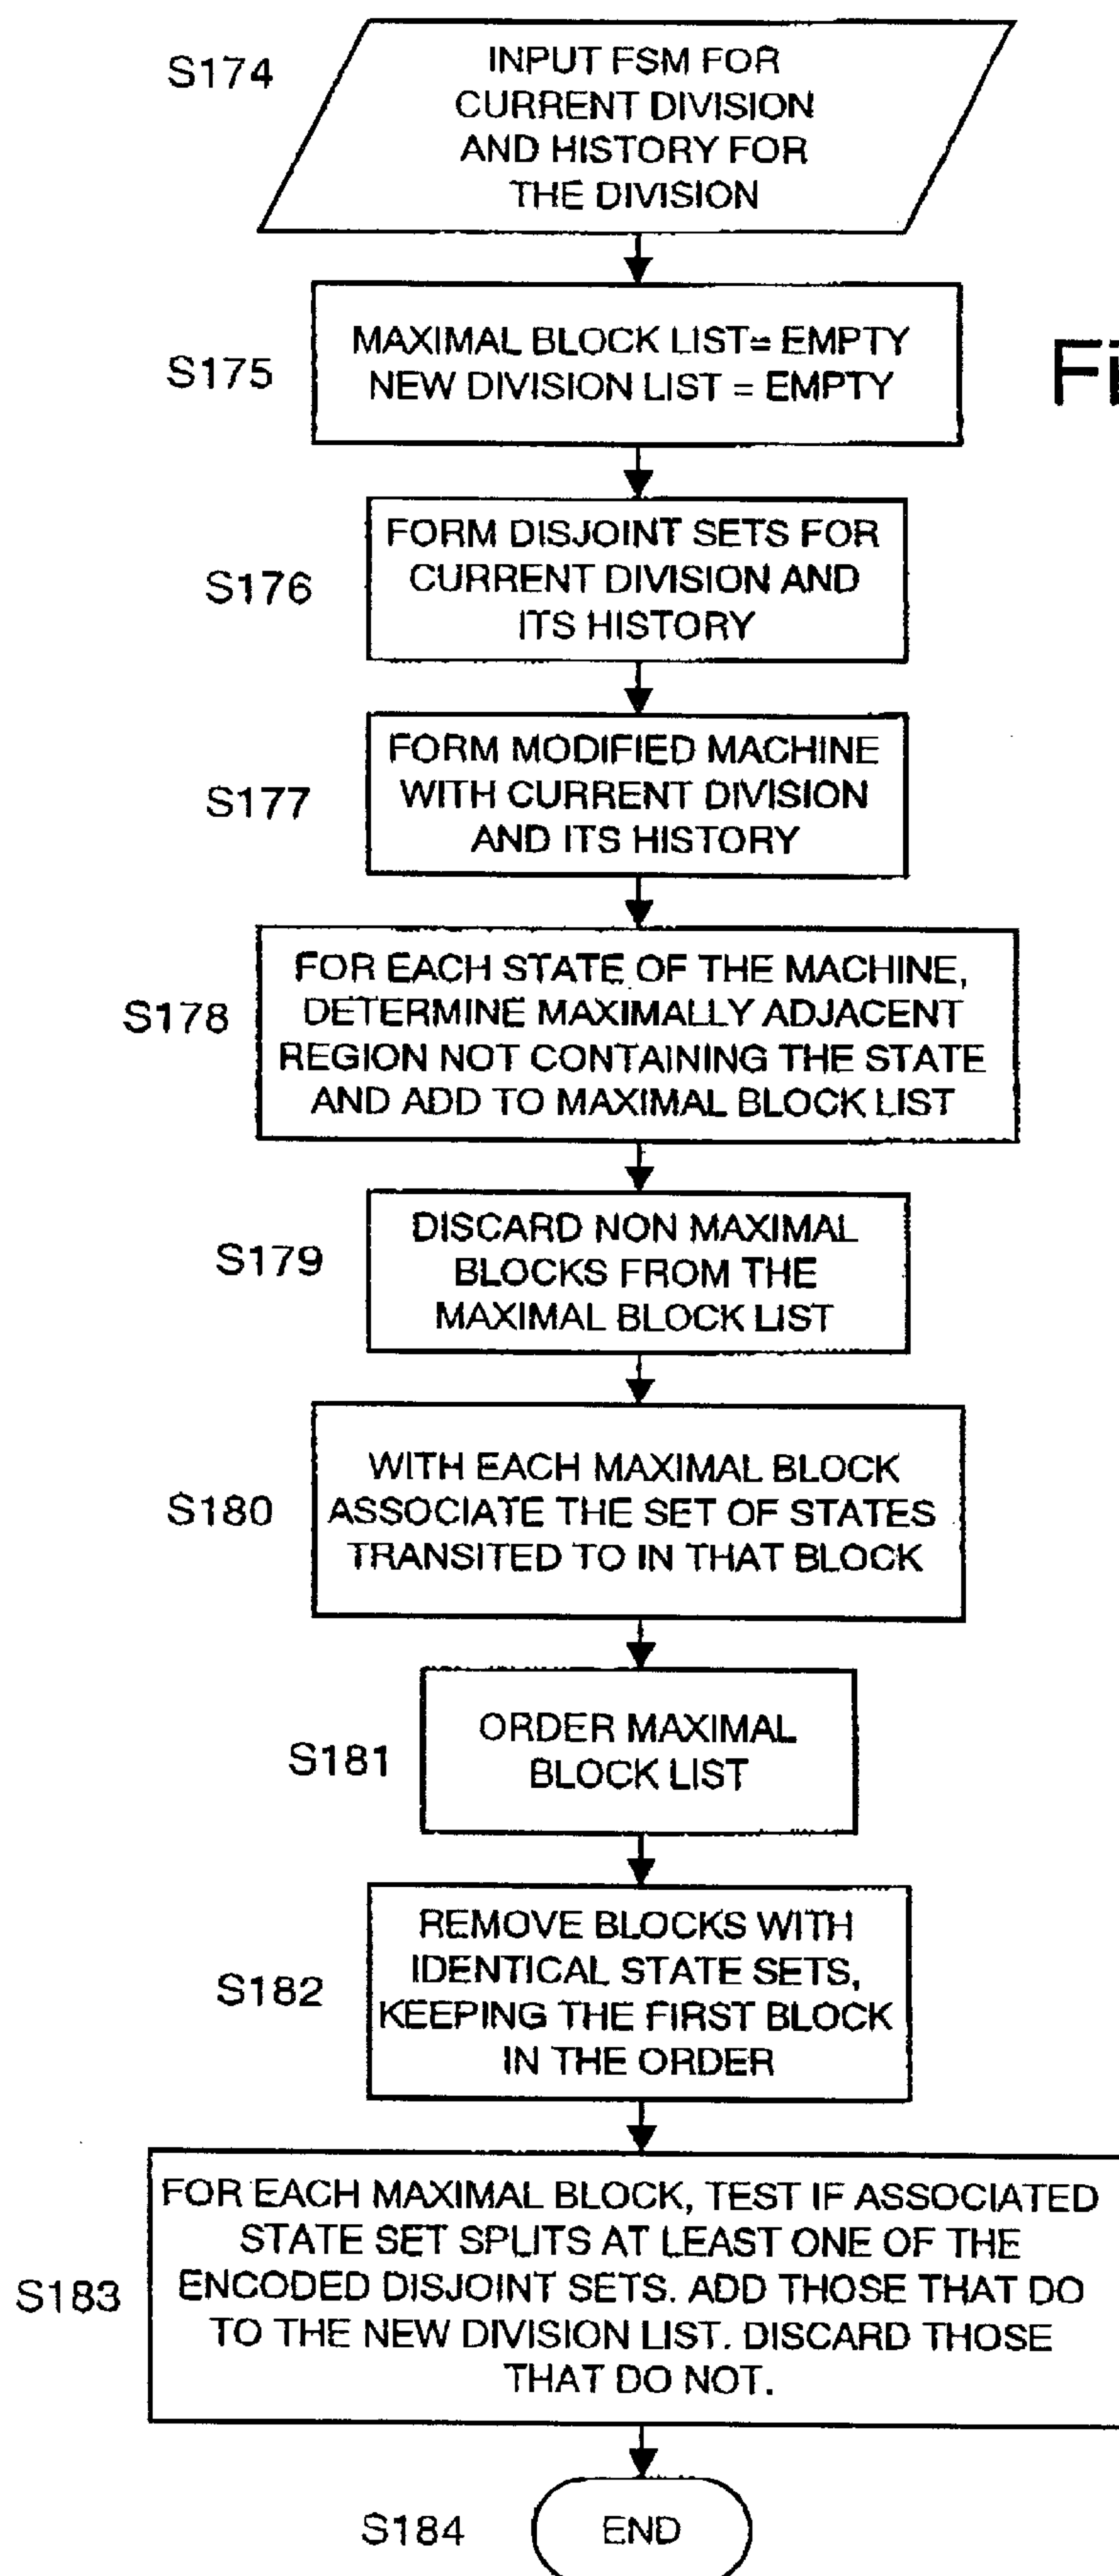 S174
INPUT FSM FOR
CURRENT DIVISION
AND HISTORY FOR
THE DIVISION
S175
MAXIMAL BLOCK LIST= EMPTY
NEW DIVISION LIST = EMPTY
Fi
S176
FORM DISJOINT SETS FOR
CURRENT DIVISION AND
ITS HISTORY
S177
FORM MODIFIED MACHINE
WITH CURRENT DIVISION
AND ITS HISTORY
S178
FOR EACH STATE OF THE MACHINE,
DETERMINE MAXIMALLY ADJACENT
REGION NOT CONTAINING THE STATE
AND ADD TO MAXIMAL BLOCK LIST
S179
DISCARD NON MAXIMAL
BLOCKS FROM THE
MAXIMAL BLOCK LIST
S180
WITH EACH MAXIMAL BLOCK
ASSOCIATE THE SET OF STATES
TRANSITED TO IN THAT BLOCK
S181
ORDER MAXIMAL
BLOCK LIST
S182
REMOVE BLOCKS WITH
IDENTICAL STATE SETS,
KEEPING THE FIRST BLOCK
IN THE ORDER
S183
FOR EACH MAXIMAL BLOCK, TEST IF ASSOCIATED
STATE SET SPLITS AT LEAST ONE OF THE
ENCODED DISJOINT SETS. ADD THOSE THAT DO
TO THE NEW DIVISION LIST. DISCARD THOSE
THAT DO NOT.
S184
END